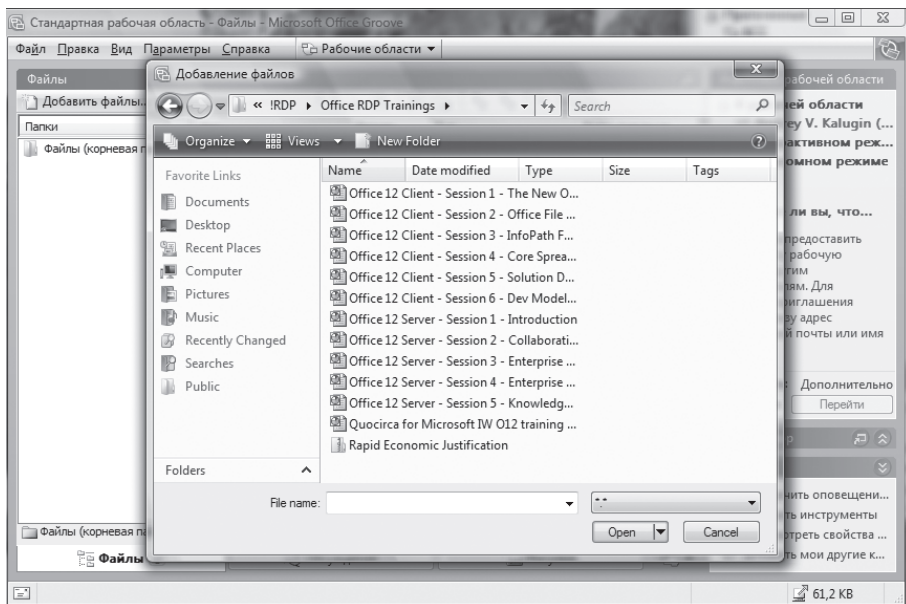 Стандартная рабочая область - Файлы - Microsoft Office Groove
Файл Правка Вид Параметры Справка Рабочие области
Файлы
Добавить файлы...
Папки
Файлы (корневая п
Файлы (корневая па
Файлы
Добавление файлов
« !RDP Office RDP Trainings
Search
Organize Views New Folder
Favorite Links
Documents
Desktop
Recent Places
Computer
Pictures
Music
Recently Changed
Searches
Public
Folders
Name Date modified Type Size Tags
Office 12 Client - Session 1 - The New O...
Office 12 Client - Session 2 - Office File ...
Office 12 Client - Session 3 - InfoPath F...
Office 12 Client - Session 4 - Core Sprea...
Office 12 Client - Session 5 - Solution D...
Office 12 Client - Session 6 - Dev Model...
Office 12 Server - Session 1 - Introduction
Office 12 Server - Session 2 - Collaborati...
Office 12 Server - Session 3 - Enterprise ...
Office 12 Server - Session 4 - Enterprise ...
Office 12 Server - Session 5 - Knowledg...
Quocirca for Microsoft IW O12 training ...
Rapid Economic Justification
File name: *.*
Open Cancel
рабочей области
ей области
rey V. Kalugin (...
активном реж...
омном режиме
ли вы, что...
предоставить
рабочую
гим
лям. Для
риглашения
зу адрес
й почты или имя
Дополнительно
Перейти
чить оповещени...
ть инструменты
отреть свойства ...
ть мои другие к...
61,2 KB